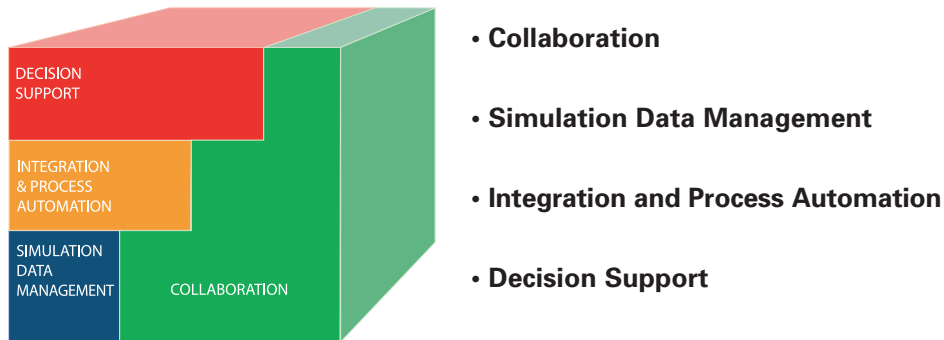 DECISION
SUPPORT
INTEGRATION
& PROCESS
AUTOMATION
SIMULATION
DATA
MANAGEMENT
COLLABORATION
• Collaboration
• Simulation Data Management
• Integration and Process Automation
• Decision Support